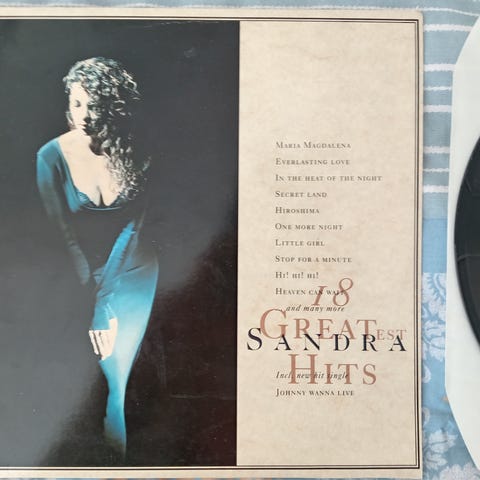 MARIA MAGDALENA
EVERLASTING LOVE
IN THE HEAT OF THE NIGHT
SECRET LAND
HIROSHIMA
ONE MORE NIGHT
LITTLE GIRL
STOP FOR A MINUTE
HI! HI! HI!
HEAVEN CAN WAIT
18
and many more
GREATEST
SANDRA
HITS
Incl. new hit single
JOHNNY WANNA LIVE